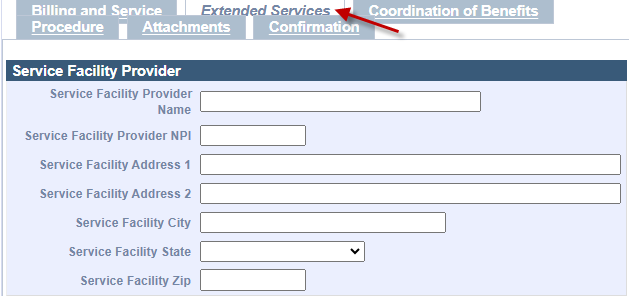 Billing and Service Extended Services Coordination of Benefits
Procedure Attachments Confirmation
Service Facility Provider
Service Facility Provider
Name
Service Facility Provider NPI
Service Facility Address 1
Service Facility Address 2
Service Facility City
Service Facility State
Service Facility Zip